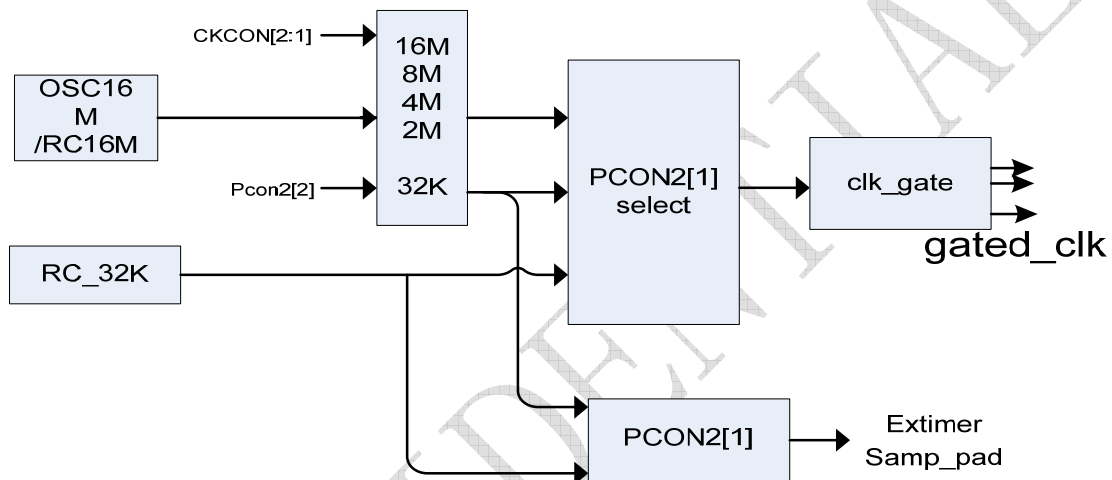 CKCON[2:1]
OSC16
M
/RC16M
16M
8M
4M
2M
32K
Pcon2[2]
RC_32K
PCON2[1]
select
clk_gate
gated_clk
PCON2[1]
Extimer
Samp_pad